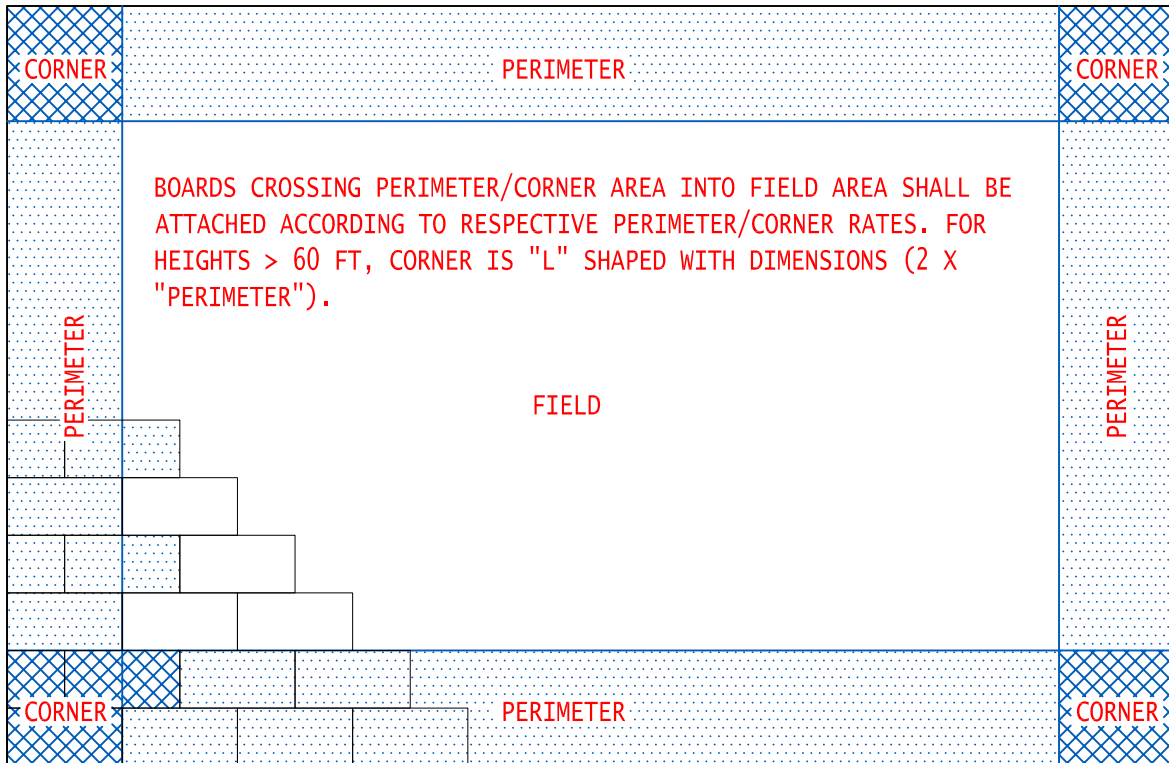 CORNER PERIMETER CORNER
BOARDS CROSSING PERIMETER/CORNER AREA INTO FIELD AREA SHALL BE
ATTACHED ACCORDING TO RESPECTIVE PERIMETER/CORNER RATES. FOR
HEIGHTS > 60 FT, CORNER IS "L" SHAPED WITH DIMENSIONS (2 X
"PERIMETER").
PERIMETER
PERIMETER
FIELD
CORNER PERIMETER CORNER